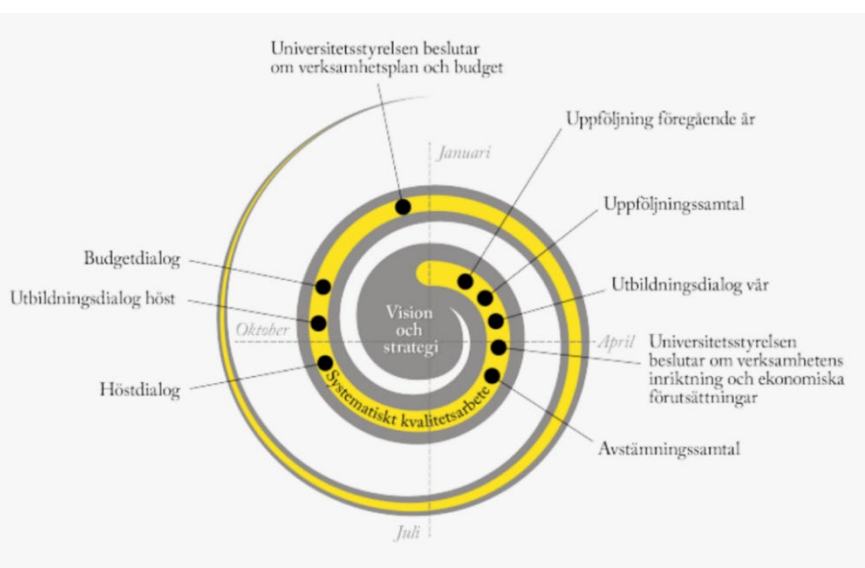 Universitetsstyrelsen beslutar
om verksamhetsplan och budget
Januari
Uppföljning föregående år
Uppföljningssamtal
Utbildningsdialog vår
April
Universitetsstyrelsen
beslutar om verksamhetens
inriktning och ekonomiska
förutsättningar
Avstämningssamtal
Juli
Höstdialog
Oktober
Utbildningsdialog höst
Budgetdialog
Vision
och
strategi
Systematiskt kvalitetsarbete